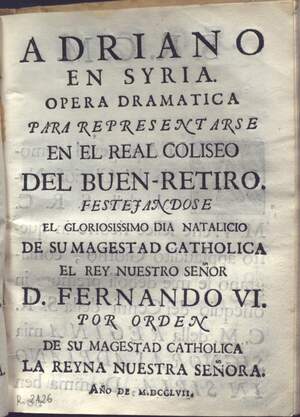 ADRIANO
EN SYRIA.
OPERA DRAMATICA
PARA REPRESENTARSE
EN EL REAL COLISEO
DEL BUEN-RETIRO.
FESTEJANDOSE
EL GLORIOSISSIMO DIA NATALICIO
DE SU MAGESTAD CATHOLICA
EL REY NUESTRO SEÑOR
D. FERNANDO VI.
POR ORDEN
DE SU MAGESTAD CATHOLICA
LA REYNA NUESTRA SEÑORA.
AÑO DE M.DCCLVII.
R-2426